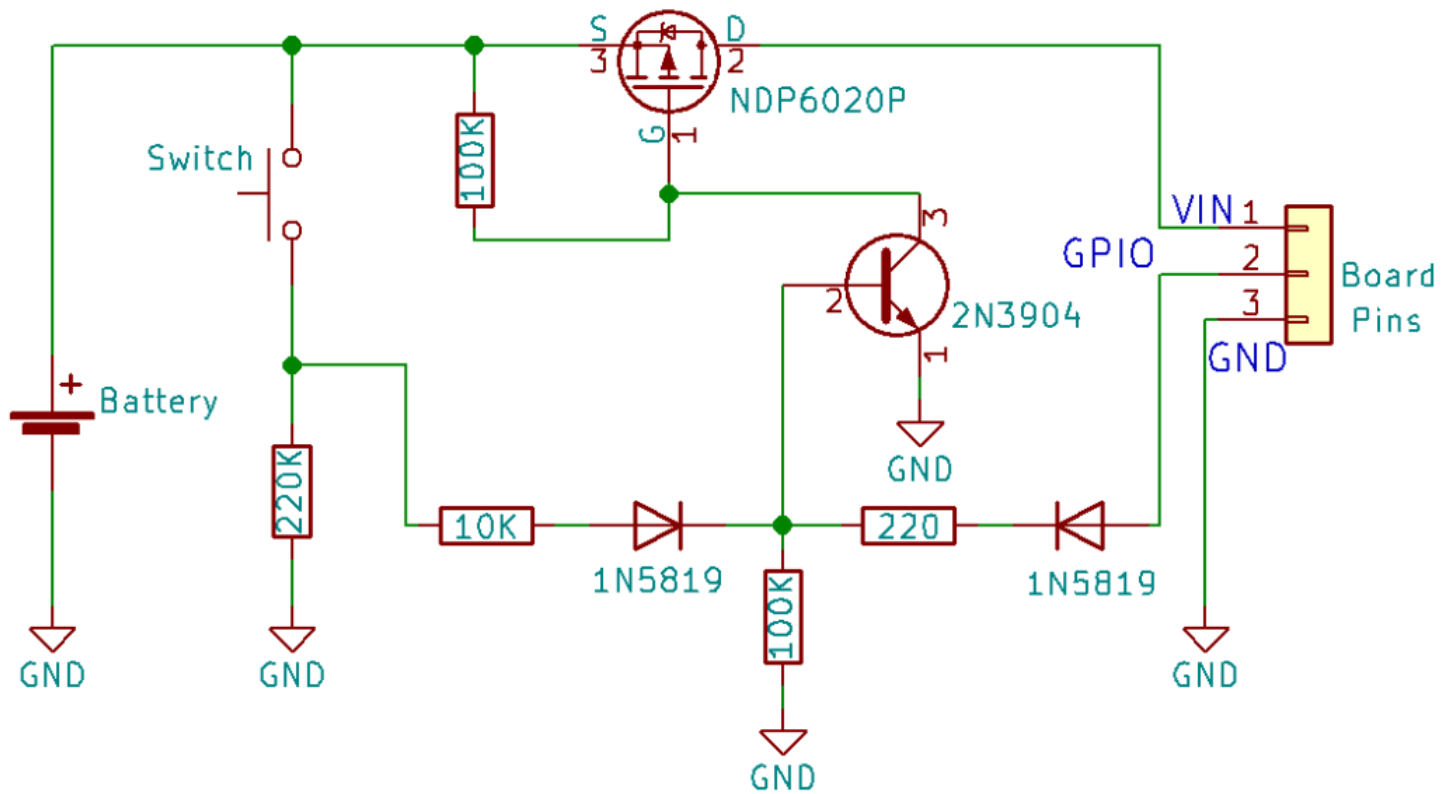 S
D
3
2
NDP6020P
G
1
100K
Switch
3
VIN
1
GPIO
2
2
Board
2N3904
3
Pins
1
GND
+
Battery
GND
220K
10K
220
1N5819
1N5819
100K
GND
GND
GND
GND